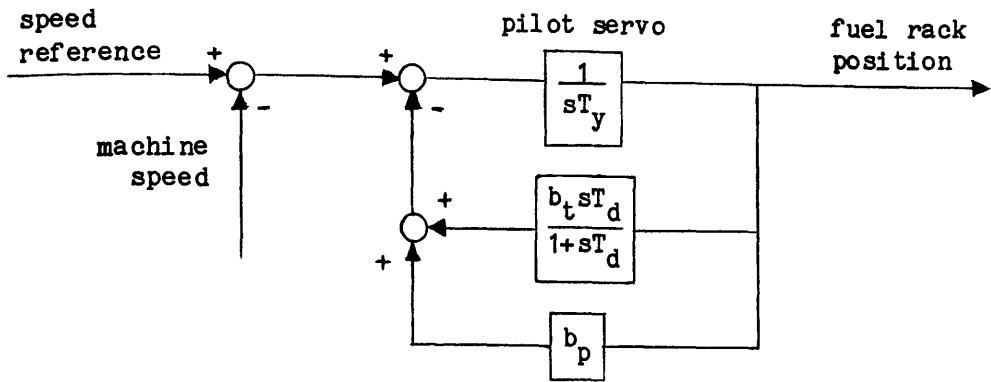 speed
reference
pilot servo
fuel rack
position
+
+
1
sT_y
-
-
machine
speed
+
b_t sT_d
1+sT_d
+
b_p